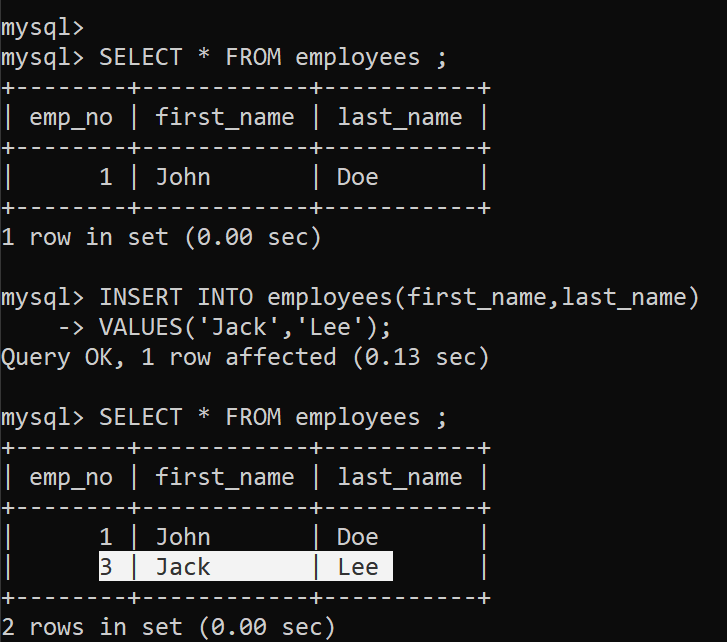 mysql>
mysql> SELECT * FROM employees ;
+--------+------------+-----------+
| emp_no | first_name | last_name |
+--------+------------+-----------+
|      1 | John       | Doe       |
+--------+------------+-----------+
1 row in set (0.00 sec)

mysql> INSERT INTO employees(first_name,last_name)
    -> VALUES('Jack','Lee');
Query OK, 1 row affected (0.13 sec)

mysql> SELECT * FROM employees ;
+--------+------------+-----------+
| emp_no | first_name | last_name |
+--------+------------+-----------+
|      1 | John       | Doe       |
|      3 | Jack       | Lee       |
+--------+------------+-----------+
2 rows in set (0.00 sec)